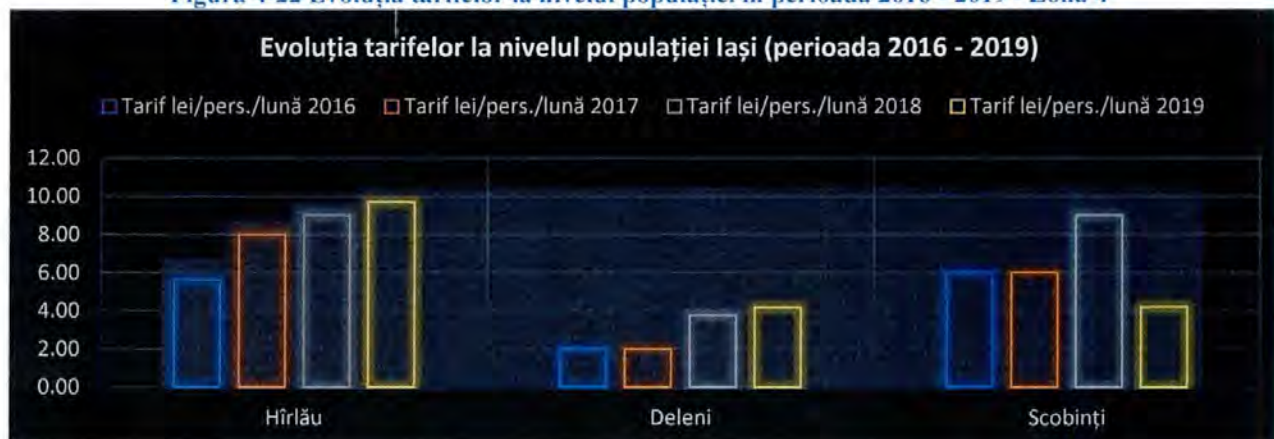 Evoluția tarifelor la nivelul populației Iași (perioada 2016 - 2019)
Tarif lei/pers./lună 2016 Tarif lei/pers./lună 2017 Tarif lei/pers./lună 2018 Tarif lei/pers./lună 2019
12.00
10.00
8.00
6.00
4.00
2.00
0.00
Hîrlău Deleni Scobinți